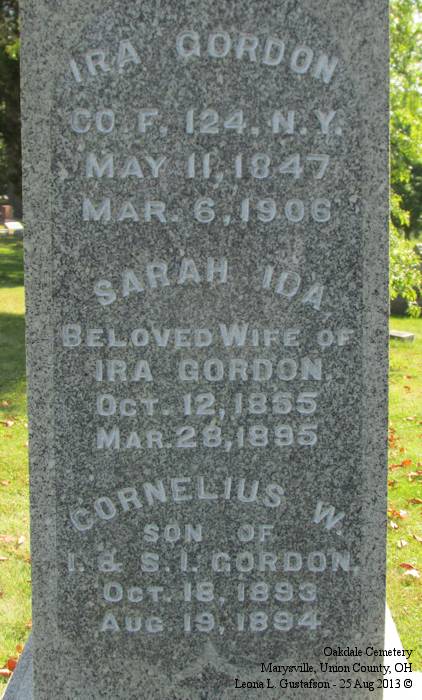 IRA GORDON
CO. F. 124. N.Y.
MAY 11, 1847
MAR. 6, 1906
SARAH IDA
BELOVED WIFE OF
IRA GORDON
OCT. 12, 1855
MAR. 28, 1895
CORNELIUS W.
SON OF
I. & S. I. GORDON.
OCT. 18, 1893
AUG 19, 1894
Oakdale Cemetery
Marysville, Union County, OH
Leona L. Gustafson - 25 Aug 2013 ©